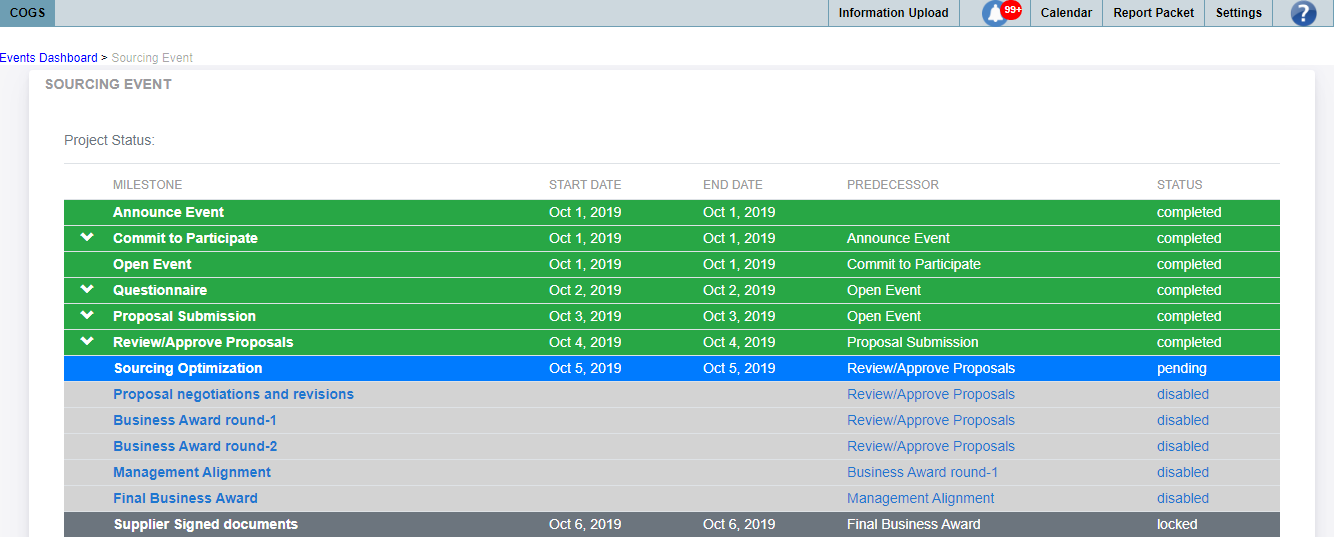 COGS Information Upload 99+ Calendar Report Packet Settings ?
Events Dashboard > Sourcing Event
SOURCING EVENT
Project Status:
MILESTONE START DATE END DATE PREDECESSOR STATUS
Announce Event Oct 1, 2019 Oct 1, 2019 completed
Commit to Participate Oct 1, 2019 Oct 1, 2019 Announce Event completed
Open Event Oct 1, 2019 Oct 1, 2019 Commit to Participate completed
Questionnaire Oct 2, 2019 Oct 2, 2019 Open Event completed
Proposal Submission Oct 3, 2019 Oct 3, 2019 Open Event completed
Review/Approve Proposals Oct 4, 2019 Oct 4, 2019 Proposal Submission completed
Sourcing Optimization Oct 5, 2019 Oct 5, 2019 Review/Approve Proposals pending
Proposal negotiations and revisions Review/Approve Proposals disabled
Business Award round-1 Review/Approve Proposals disabled
Business Award round-2 Review/Approve Proposals disabled
Management Alignment Business Award round-1 disabled
Final Business Award Management Alignment disabled
Supplier Signed documents Oct 6, 2019 Oct 6, 2019 Final Business Award locked